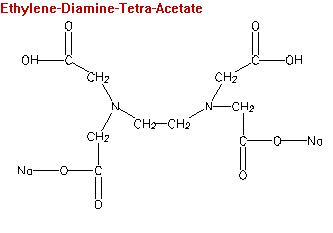 Ethylene-Diamine-Tetra-Acetate
O O
OH C C OH
CH2 CH2
N N CH2
CH2 CH2 CH2
C O Na
Na O C
O
O